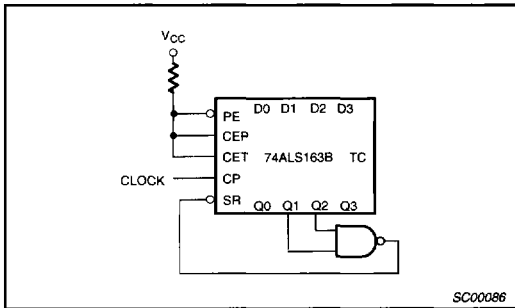 VCC
PE
D0 D1 D2 D3
CEP
CET 74ALS163B TC
CLOCK CP
SR Q0 Q1 Q2 Q3
SC00086